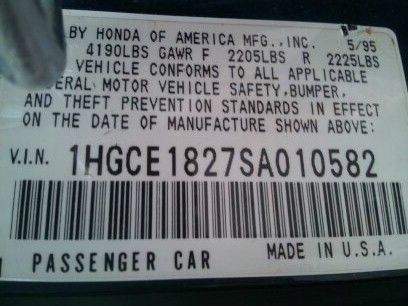 BY HONDA OF AMERICA MFG., INC. 5/95
4190LBS GAWR F 2205LBS R 2225LBS
VEHICLE CONFORMS TO ALL APPLICABLE
FEDERAL MOTOR VEHICLE SAFETY, BUMPER,
AND THEFT PREVENTION STANDARDS IN EFFECT
ON THE DATE OF MANUFACTURE SHOWN ABOVE:
V.I.N. 1HGCE1827SA010582
PASSENGER CAR MADE IN U.S.A.